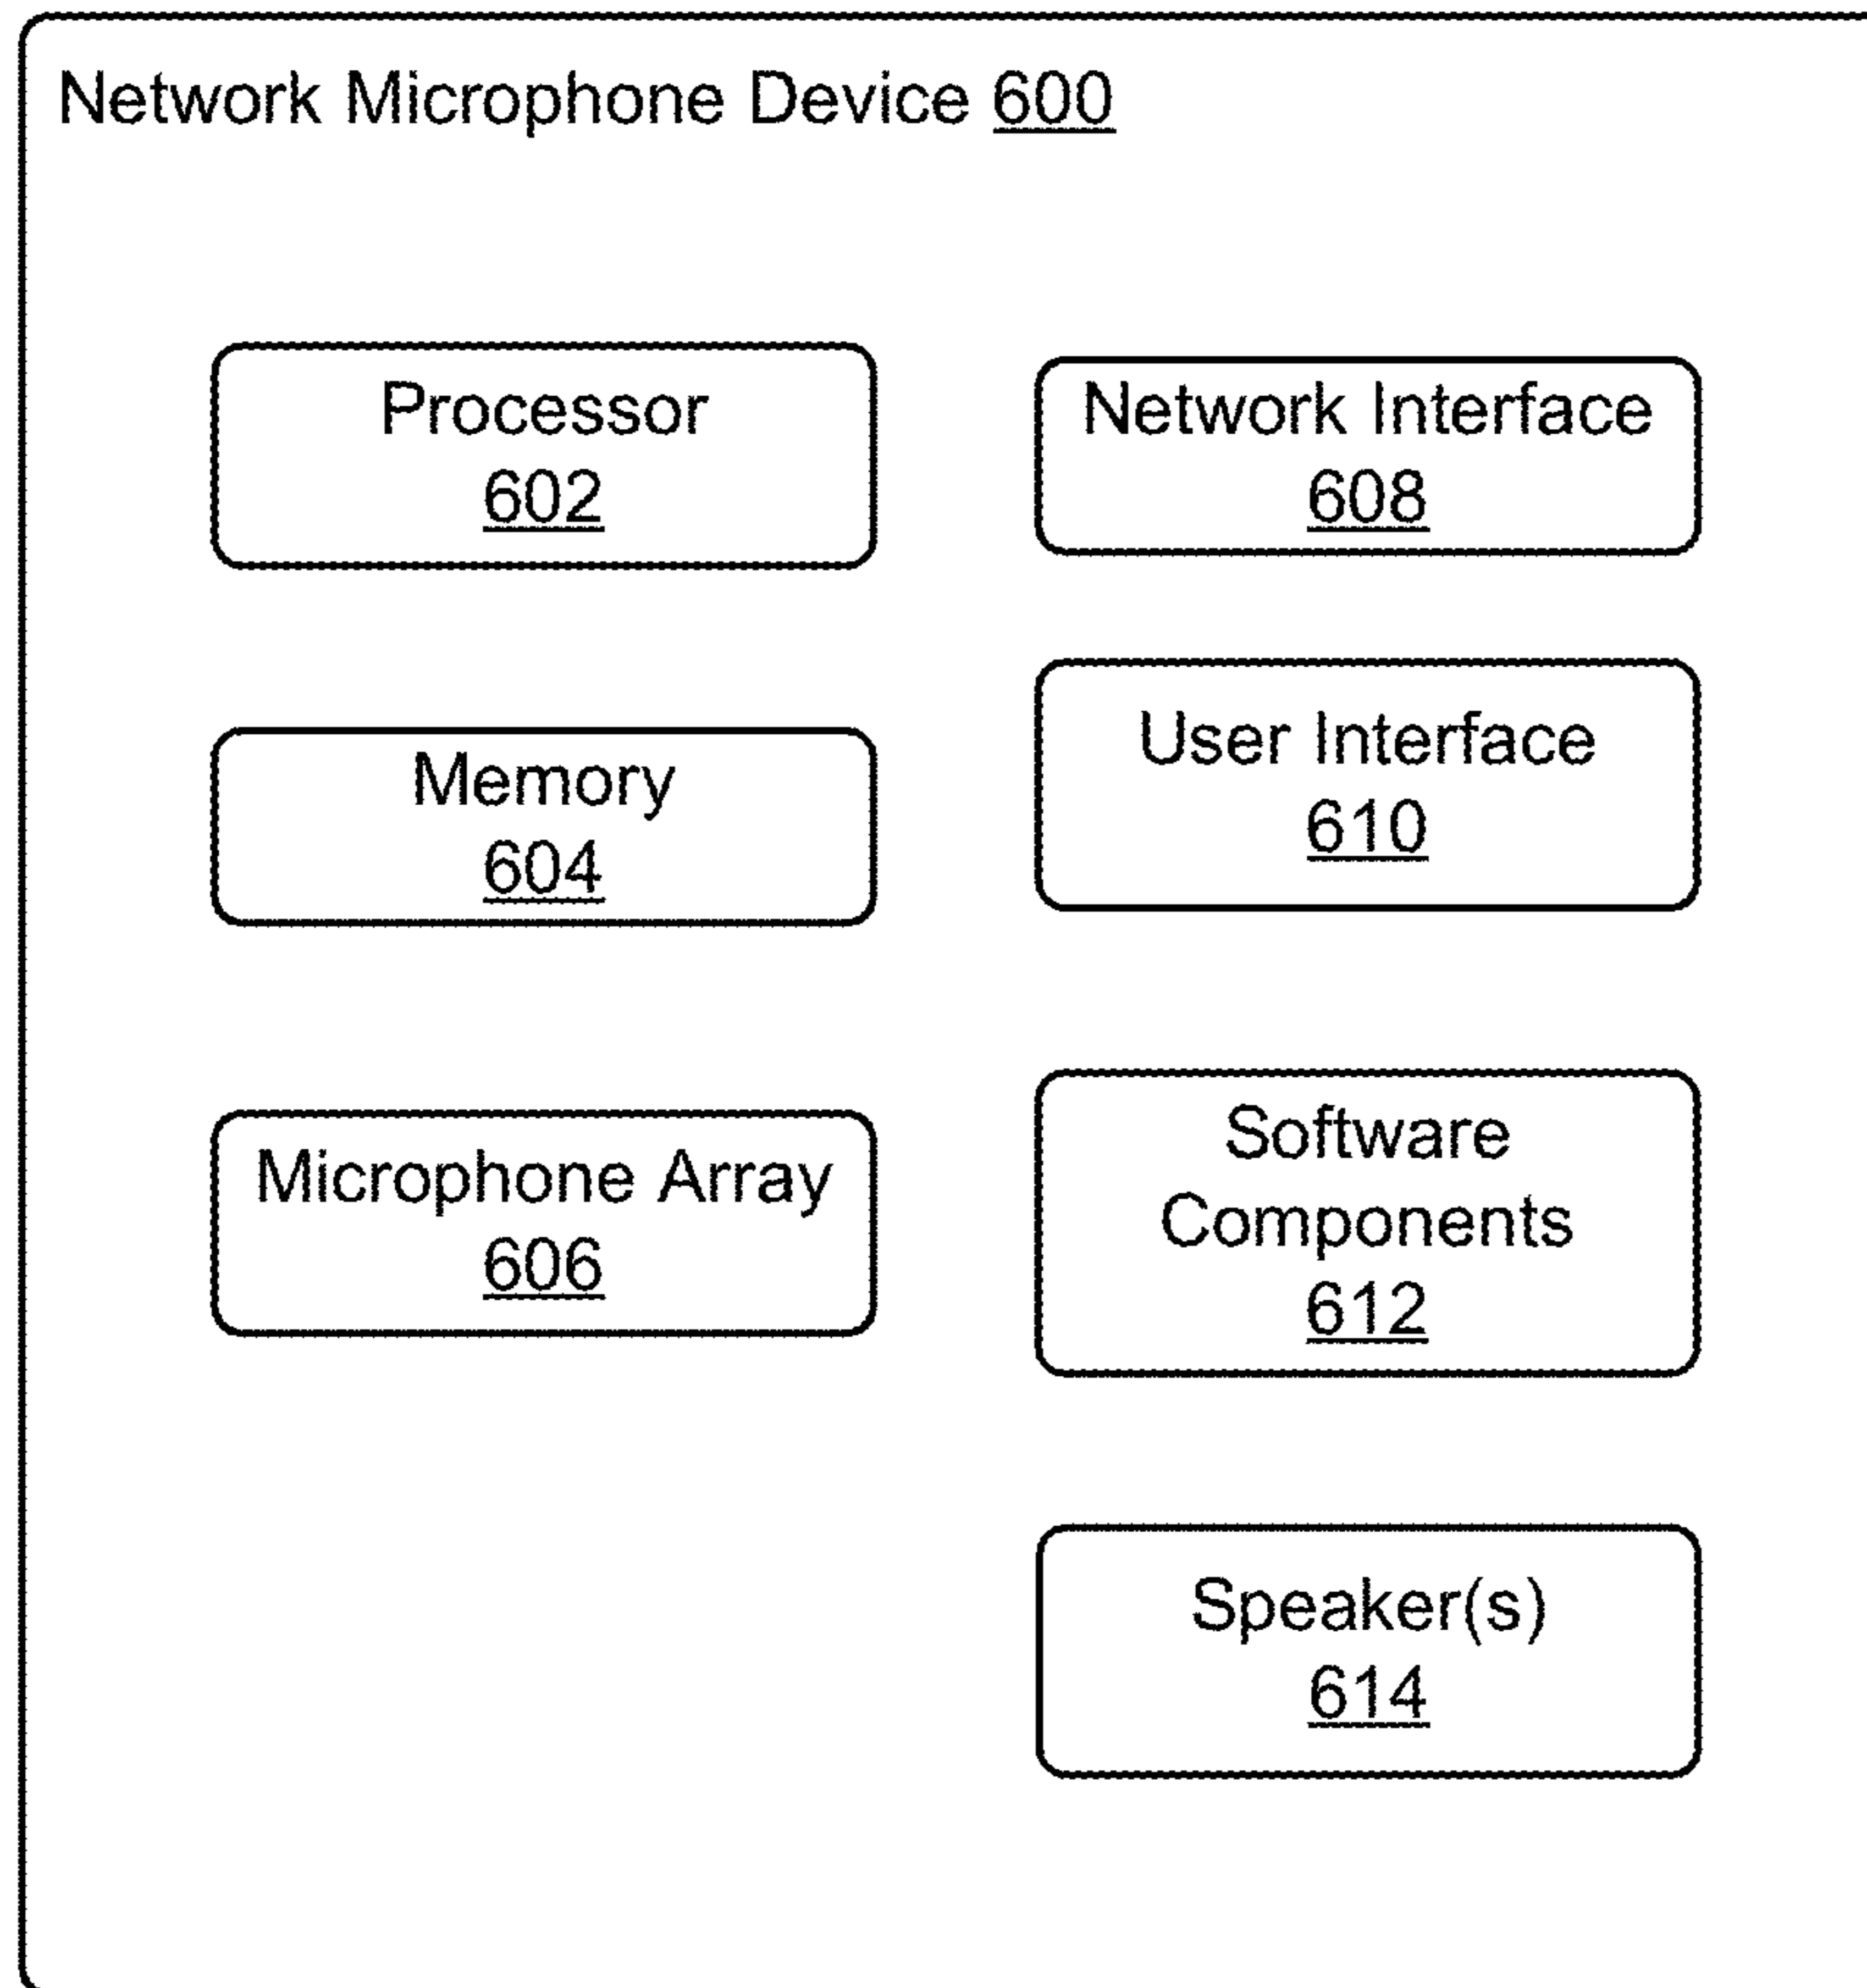 Network Microphone Device 600
Processor
602
Memory
604
Microphone Array
606
Network Interface
608
User Interface
610
Software
Components
612
Speaker(s)
614